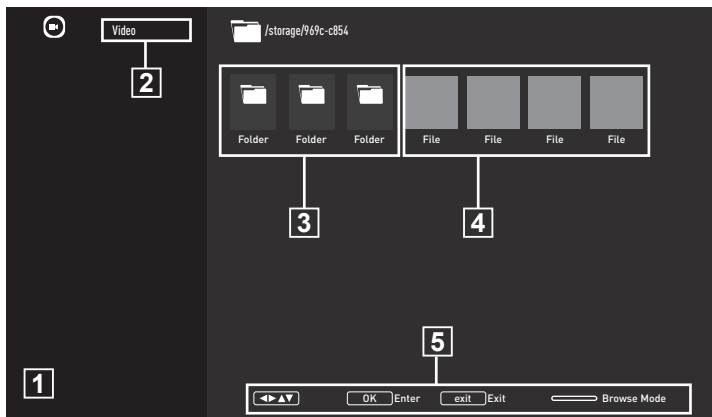 Video
/storage/969c-c854
2
Folder Folder Folder File File File File
3 4
5
1
◀▶▲▼ OK Enter exit Exit Browse Mode